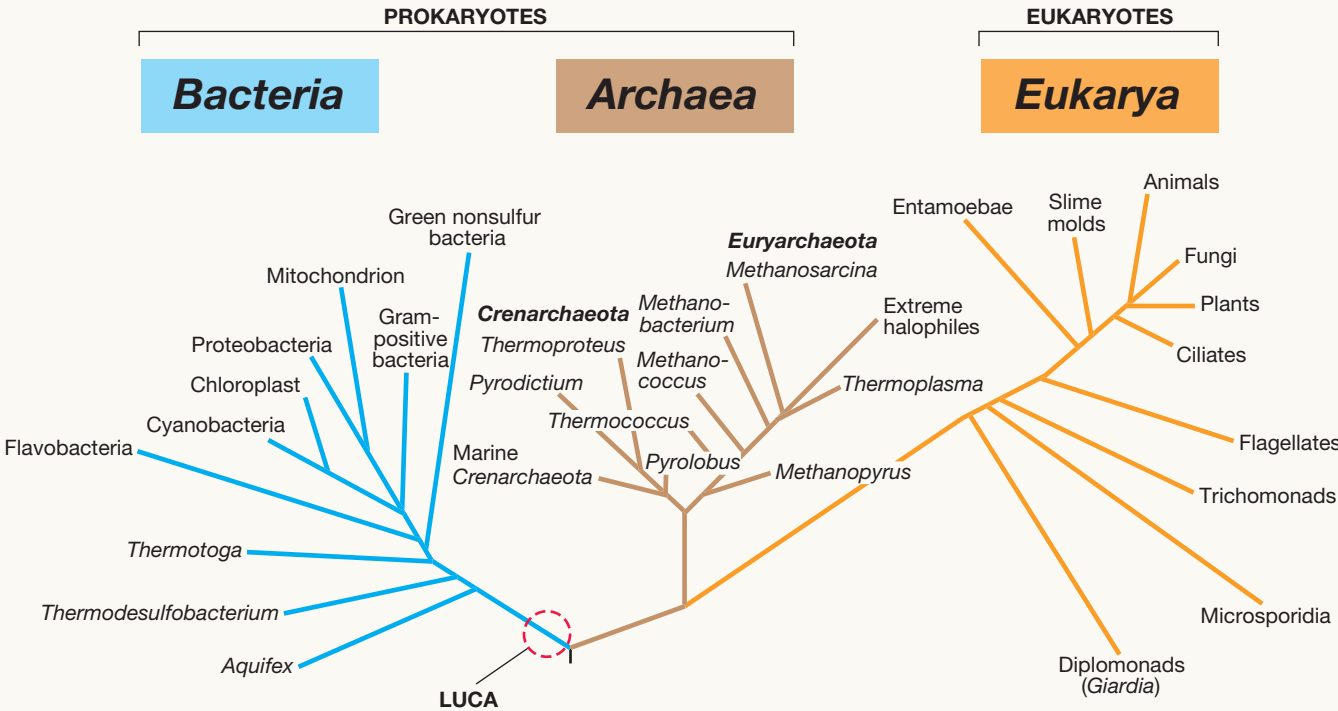 PROKARYOTES
EUKARYOTES
Bacteria
Archaea
Eukarya
Green nonsulfur
bacteria
Mitochondrion
Gram-
positive
bacteria
Proteobacteria
Chloroplast
Cyanobacteria
Flavobacteria
Thermotoga
Thermodesulfobacterium
Aquifex
LUCA
Crenarchaeota
Thermoproteus
Pyrodictium
Thermococcus
Marine
Crenarchaeota
Pyrolobus
Euryarchaeota
Methanosarcina
Methano-
bacterium
Methano-
coccus
Extreme
halophiles
Thermoplasma
Methanopyrus
Entamoebae
Slime
molds
Animals
Fungi
Plants
Ciliates
Flagellates
Trichomonads
Microsporidia
Diplomonads
(Giardia)